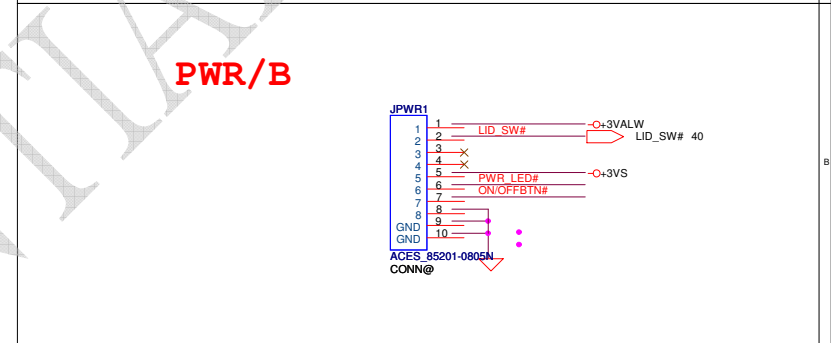 PWR/B
JPWR1
1 1 +3VALW
2 2 LID_SW# LID_SW# 40
3 3
4 4
5 5 +3VS
6 6 PWR_LED#
7 7 ON/OFFBTN#
8 8
GND 9
GND 10
ACES_85201-0805N
CONN@
B